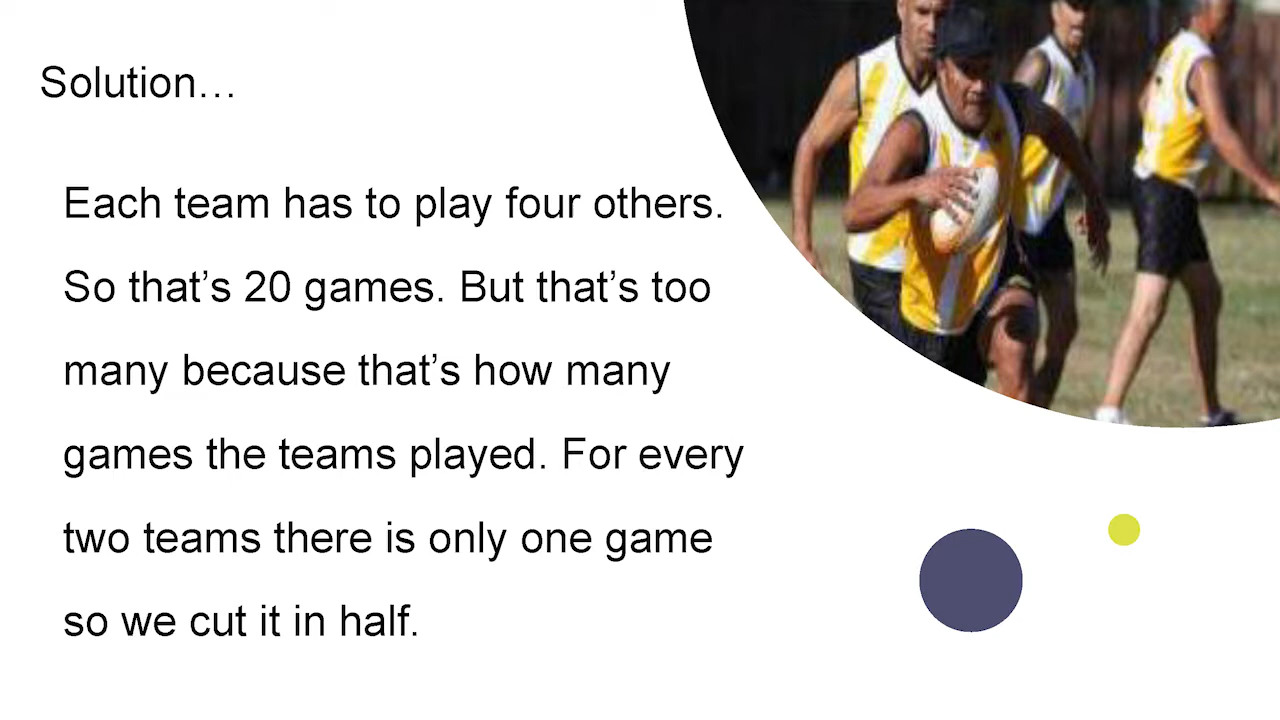 Solution…
Each team has to play four others.
So that’s 20 games. But that’s too
many because that’s how many
games the teams played. For every
two teams there is only one game
so we cut it in half.